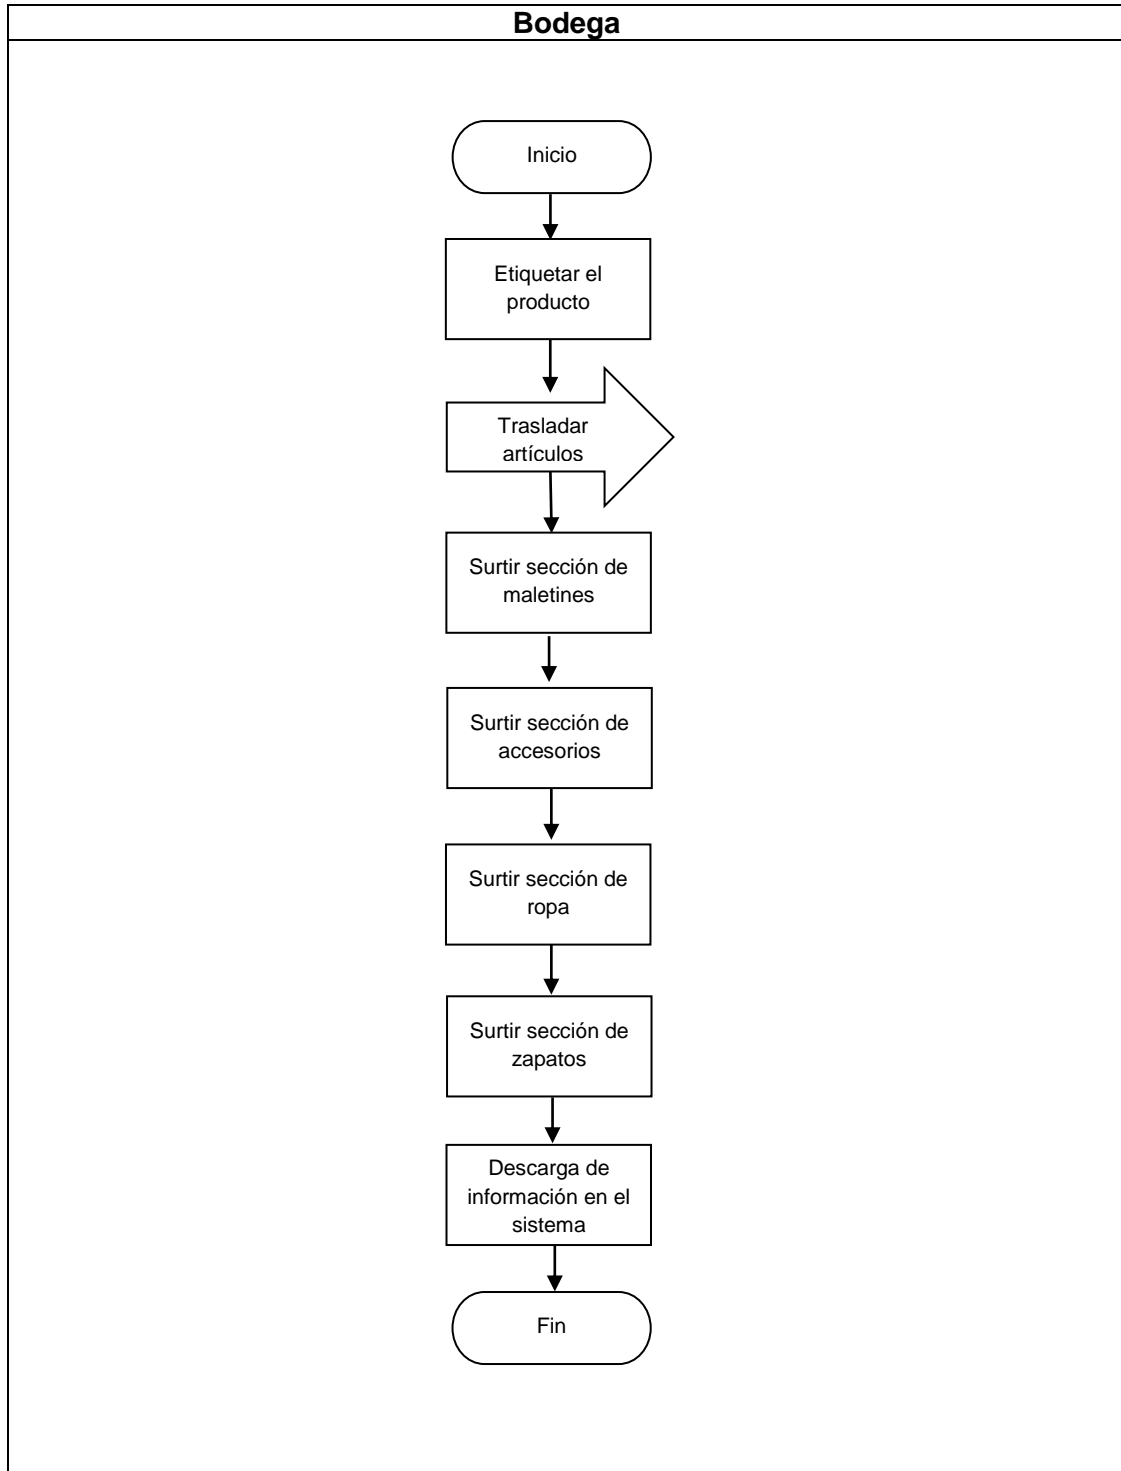 Bodega
Inicio
Etiquetar el
producto
Trasladar
artículos
Surtir sección de
maletines
Surtir sección de
accesorios
Surtir sección de
ropa
Surtir sección de
zapatos
Descarga de
información en el
sistema
Fin